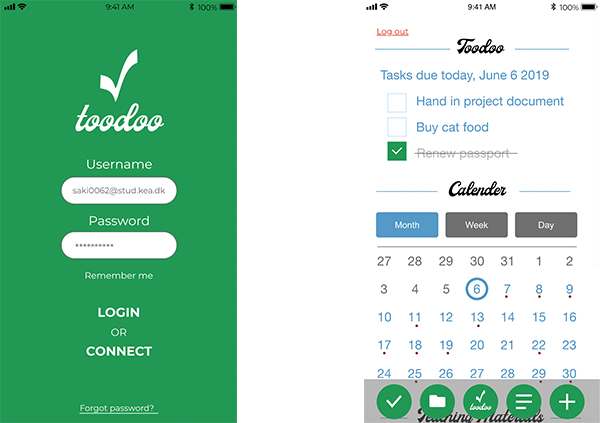 9:41 AM 100%
toodoo
Username
saki0062@stud.kea.dk
Password
**********
Remember me
LOGIN
OR
CONNECT
Forgot password?
9:41 AM 100%
Log out
Toodoo
Tasks due today, June 6 2019
Hand in project document
Buy cat food
Renew passport
Calender
Month Week Day
27 28 29 30 31 1 2
3 4 5 6 7 8 9
10 11 12 13 14 15 16
17 18 19 20 21 22 23
24 25 26 27 28 29 30
toodoo
Teaching Materials